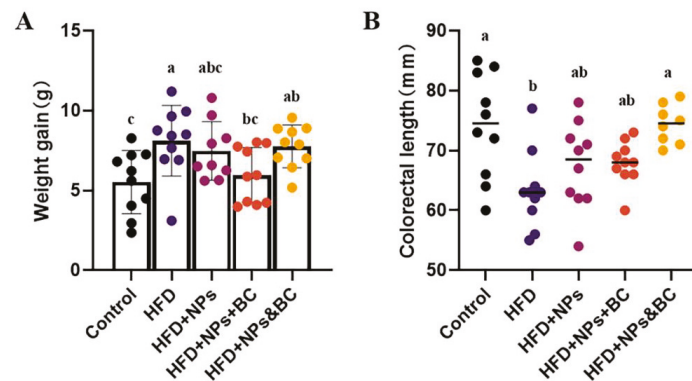 A
Weight gain(g)
15
10
5
0
c
a
abc
bc
ab
Control
HFD
HFD+NPs
HFD+NPs+BC
HFD+NPs&BC
B
Colorectal length(mm)
90
80
70
60
50
a
b
ab
ab
a
Control
HFD
HFD+NPs
HFD+NPs+BC
HFD+NPs&BC